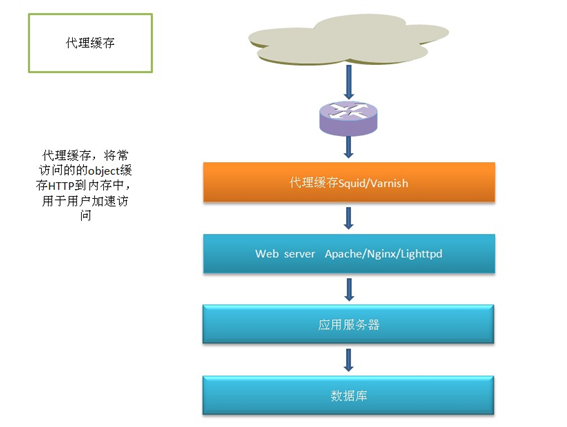 代理缓存
代理缓存，将常
访问的的object缓
存HTTP到内存中，
用于用户加速访
问
代理缓存Squid/Varnish
Web server Apache/Nginx/Lighttpd
应用服务器
数据库